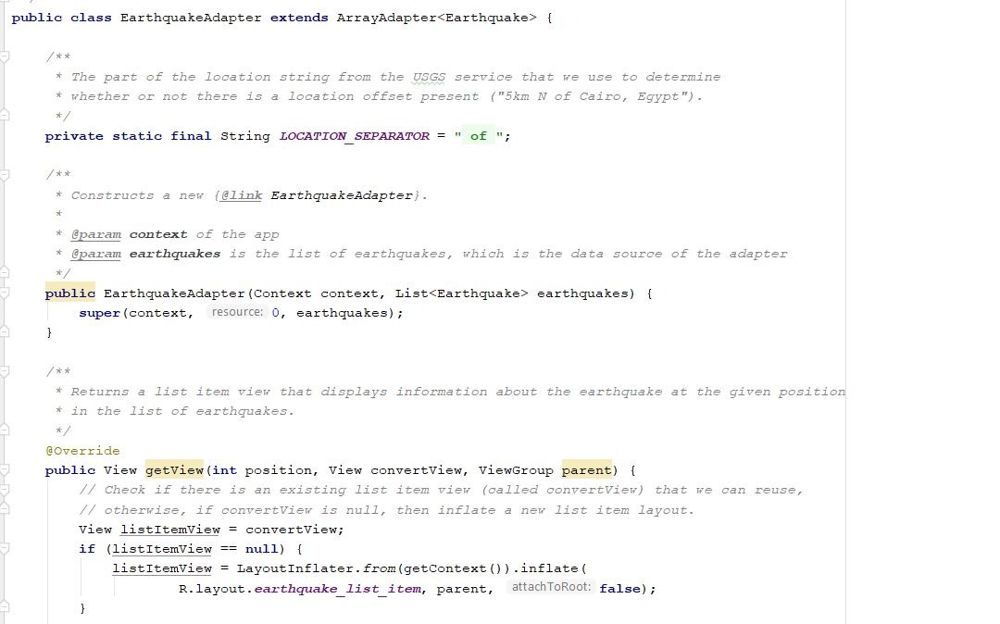 */
public class EarthquakeAdapter extends ArrayAdapter<Earthquake> {
/**
* The part of the location string from the USGS service that we use to determine
* whether or not there is a location offset present ("5km N of Cairo, Egypt").
*/
private static final String LOCATION_SEPARATOR = " of ";
/**
* Constructs a new {@link EarthquakeAdapter}.
*
* @param context of the app
* @param earthquakes is the list of earthquakes, which is the data source of the adapter
*/
public EarthquakeAdapter(Context context, List<Earthquake> earthquakes) {
super(context, resource: 0, earthquakes);
}
/**
* Returns a list item view that displays information about the earthquake at the given position
* in the list of earthquakes.
*/
@Override
public View getView(int position, View convertView, ViewGroup parent) {
// Check if there is an existing list item view (called convertView) that we can reuse,
// otherwise, if convertView is null, then inflate a new list item layout.
View listItemView = convertView;
if (listItemView == null) {
listItemView = LayoutInflater.from(getContext()).inflate(
R.layout.earthquake_list_item, parent, attachToRoot: false);
}